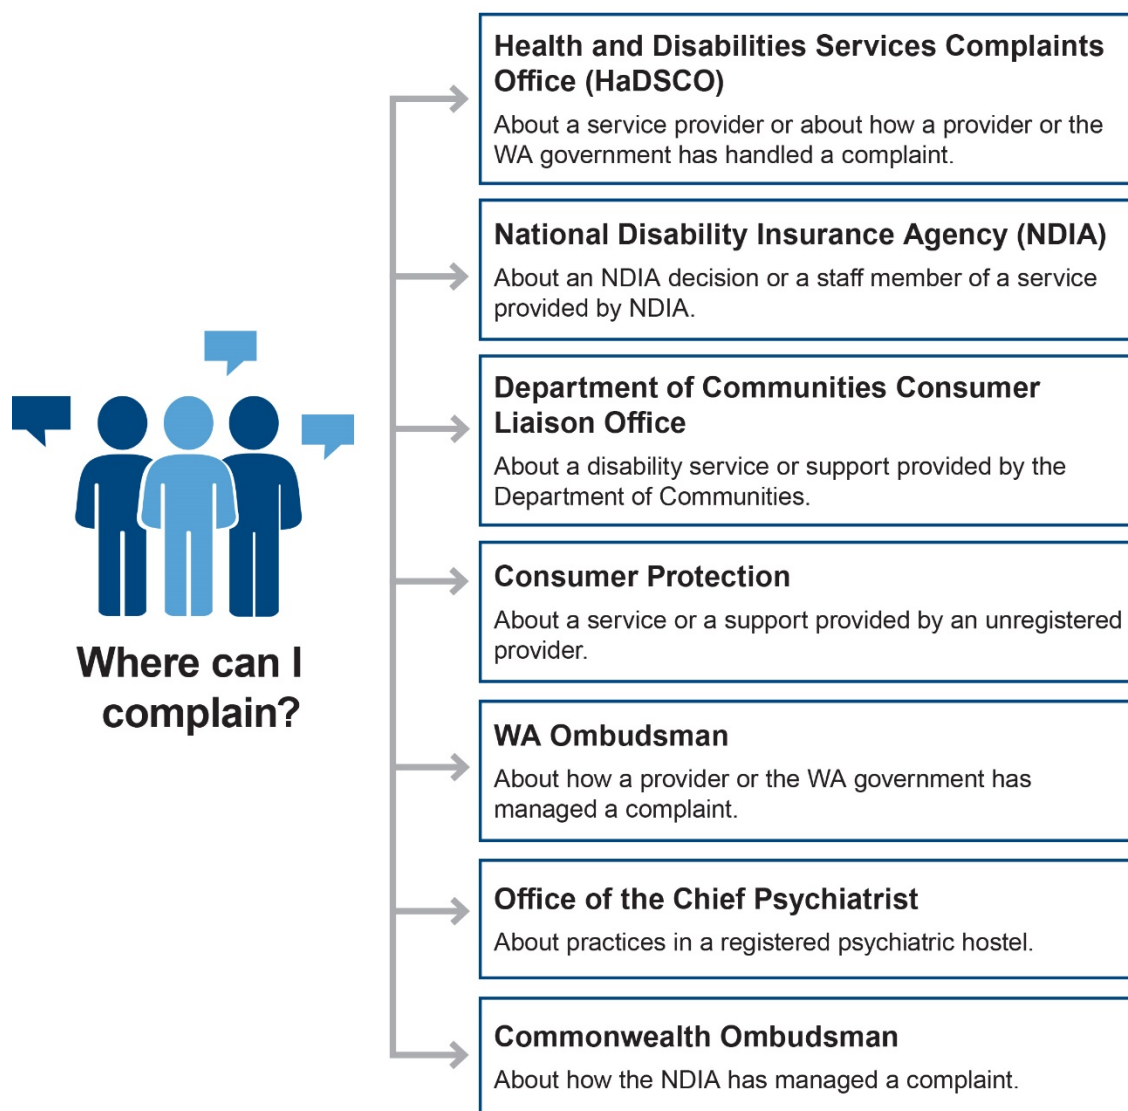 Where can I
complain?
Health and Disabilities Services Complaints
Office (HaDSCO)
About a service provider or about how a provider or the
WA government has handled a complaint.
National Disability Insurance Agency (NDIA)
About an NDIA decision or a staff member of a service
provided by NDIA.
Department of Communities Consumer
Liaison Office
About a disability service or support provided by the
Department of Communities.
Consumer Protection
About a service or a support provided by an unregistered
provider.
WA Ombudsman
About how a provider or the WA government has
managed a complaint.
Office of the Chief Psychiatrist
About practices in a registered psychiatric hostel.
Commonwealth Ombudsman
About how the NDIA has managed a complaint.